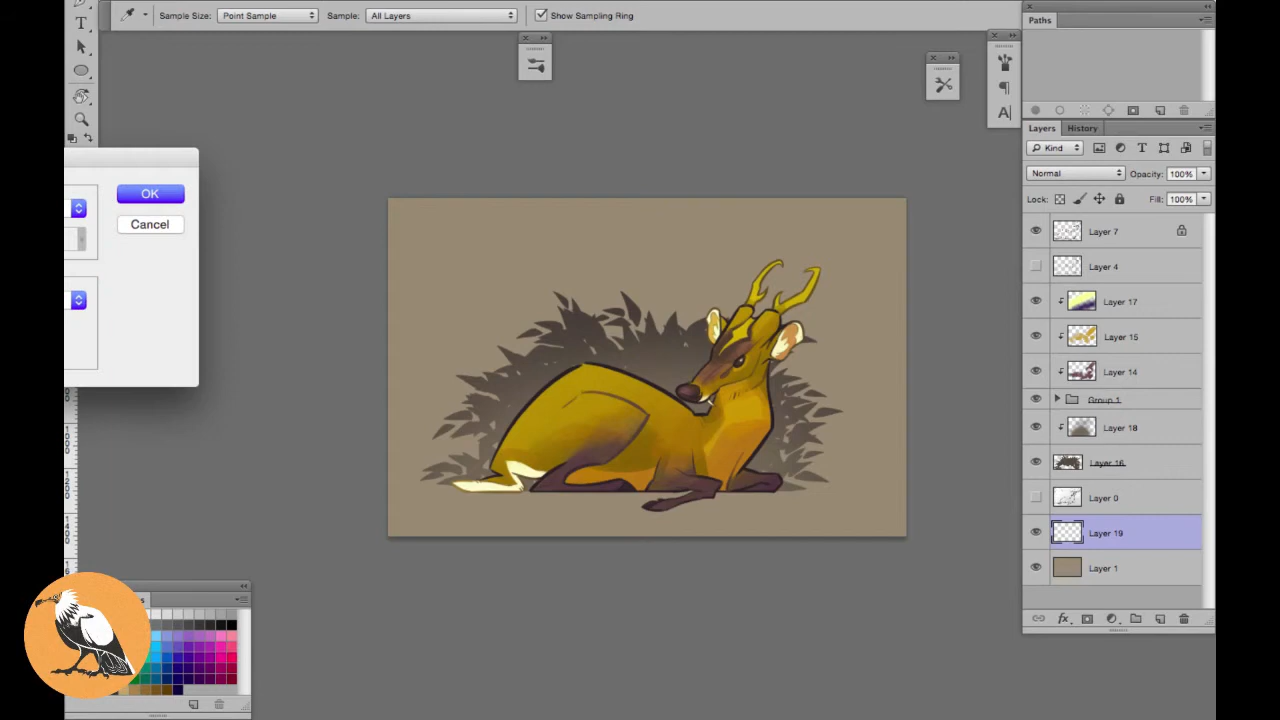 Sample Size: Point Sample Sample: All Layers Show Sampling Ring
Paths
OK
Cancel
Layers History
Kind
Normal Opacity: 100%
Lock: Fill: 100%
Layer 7
Layer 4
Layer 17
Layer 15
Layer 14
Group 1
Layer 18
Layer 16
Layer 0
Layer 19
Layer 1